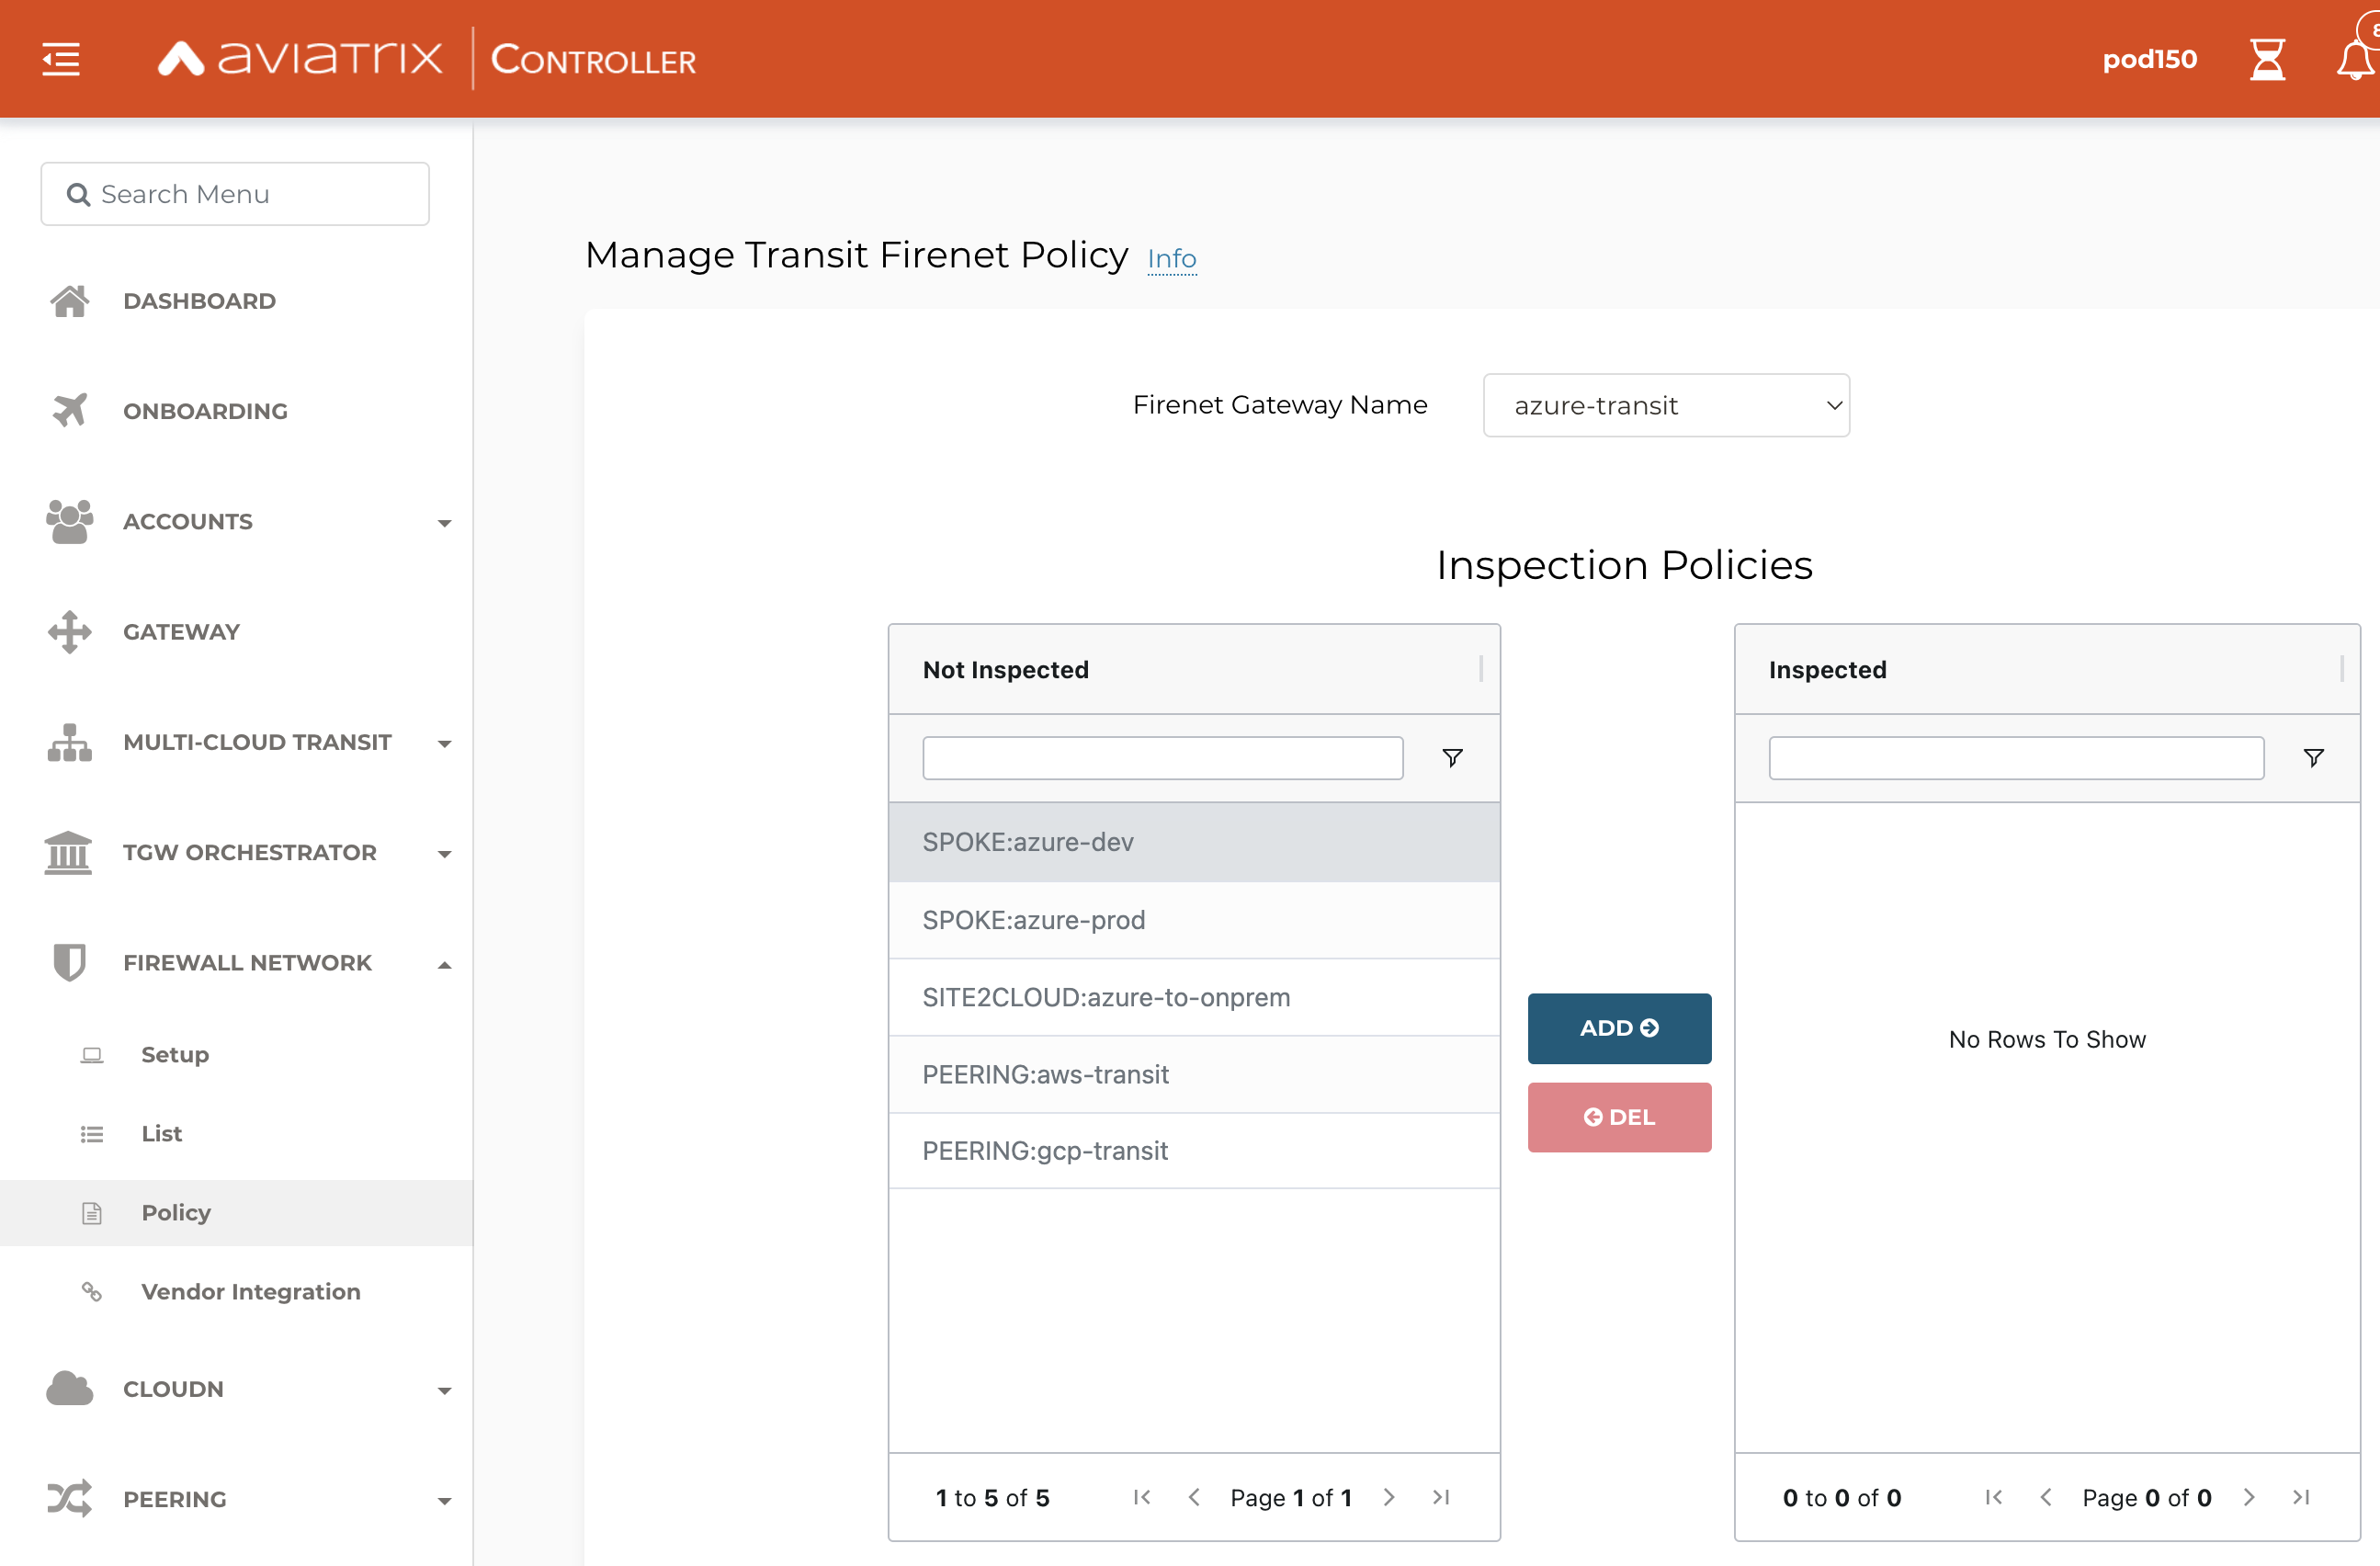 aviatrix CONTROLLER
pod150
8
Search Menu
DASHBOARD
ONBOARDING
ACCOUNTS
GATEWAY
MULTI-CLOUD TRANSIT
TGW ORCHESTRATOR
FIREWALL NETWORK
Setup
List
Policy
Vendor Integration
CLOUDN
PEERING
Manage Transit Firenet Policy Info
Firenet Gateway Name azure-transit
Inspection Policies
Not Inspected
SPOKE:azure-dev
SPOKE:azure-prod
SITE2CLOUD:azure-to-onprem
PEERING:aws-transit
PEERING:gcp-transit
1 to 5 of 5 Page 1 of 1
ADD
DEL
Inspected
No Rows To Show
0 to 0 of 0 Page 0 of 0